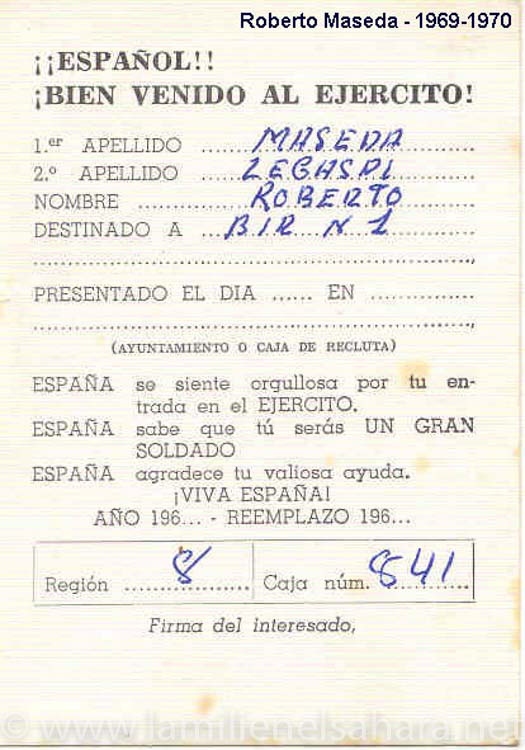 Roberto Maseda - 1969-1970
¡¡ESPAÑOL!!
¡BIEN VENIDO AL EJERCITO!
1.er APELLIDO ...... MASEDA ......
2.º APELLIDO ...... LEGASPI ......
NOMBRE ...... ROBERTO ......
DESTINADO A ... BIR N 1 ......
..............................................,
PRESENTADO EL DIA ...... EN ...............
..............................................,
(AYUNTAMIENTO O CAJA DE RECLUTA)
ESPAÑA se siente orgullosa por tu en-
trada en el EJERCITO.
ESPAÑA sabe que tú serás UN GRAN
SOLDADO
ESPAÑA agradece tu valiosa ayuda.
¡VIVA ESPAÑA!
AÑO 196... - REEMPLAZO 196...
Región ...... 8 ...... Caja núm. 841
Firma del interesado,
© www.lamilienelsahara.net